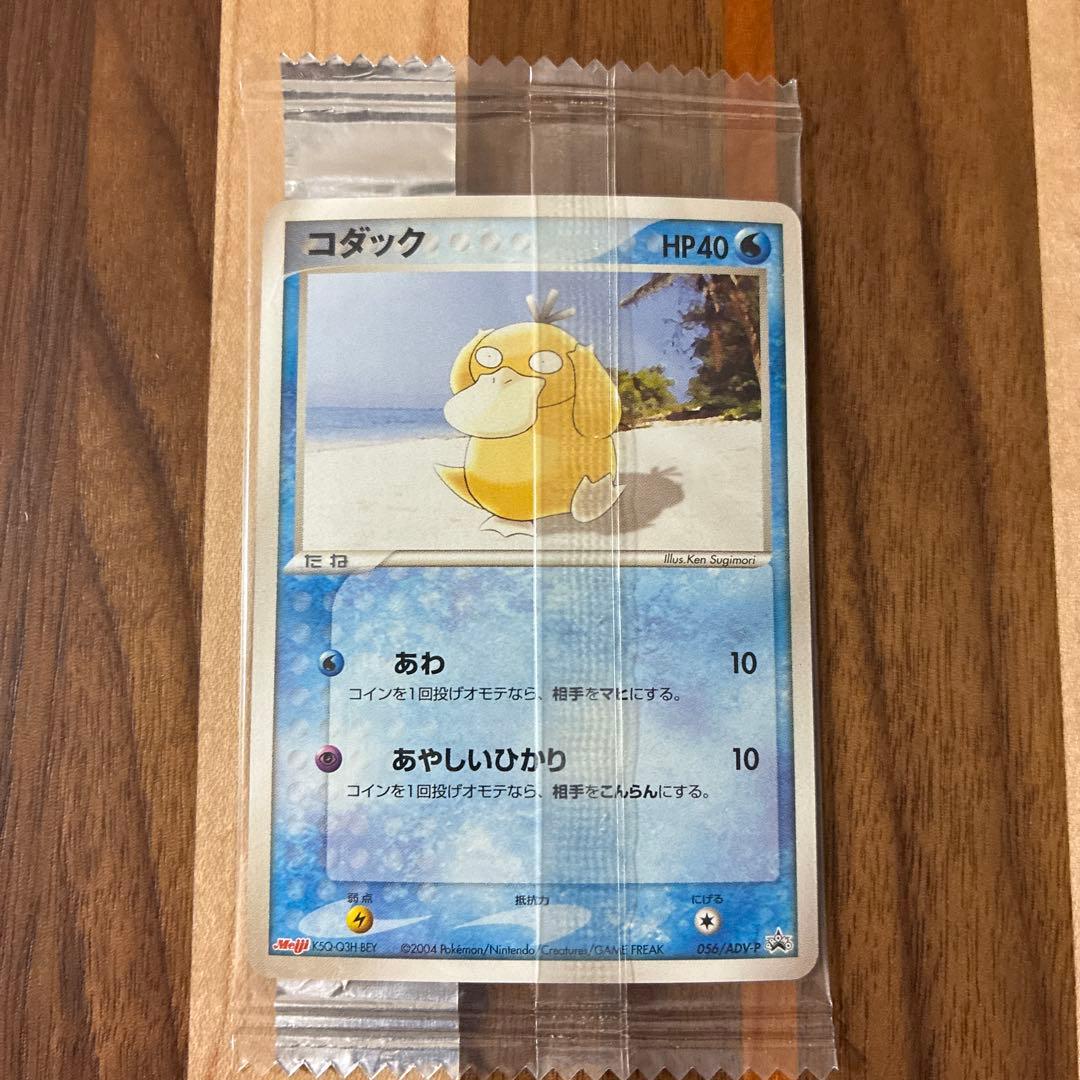 コダック HP40
たね Illus.Ken Sugimori
あわ 10
コインを1回投げオモテなら、相手をマヒにする。
あやしいひかり 10
コインを1回投げオモテなら、相手をこんらんにする。
弱点 抵抗力 にげる
Meiji K5O-Q3H-BEY ©2004 Pokémon/Nintendo/Creatures/GAME FREAK 056/ADV-P